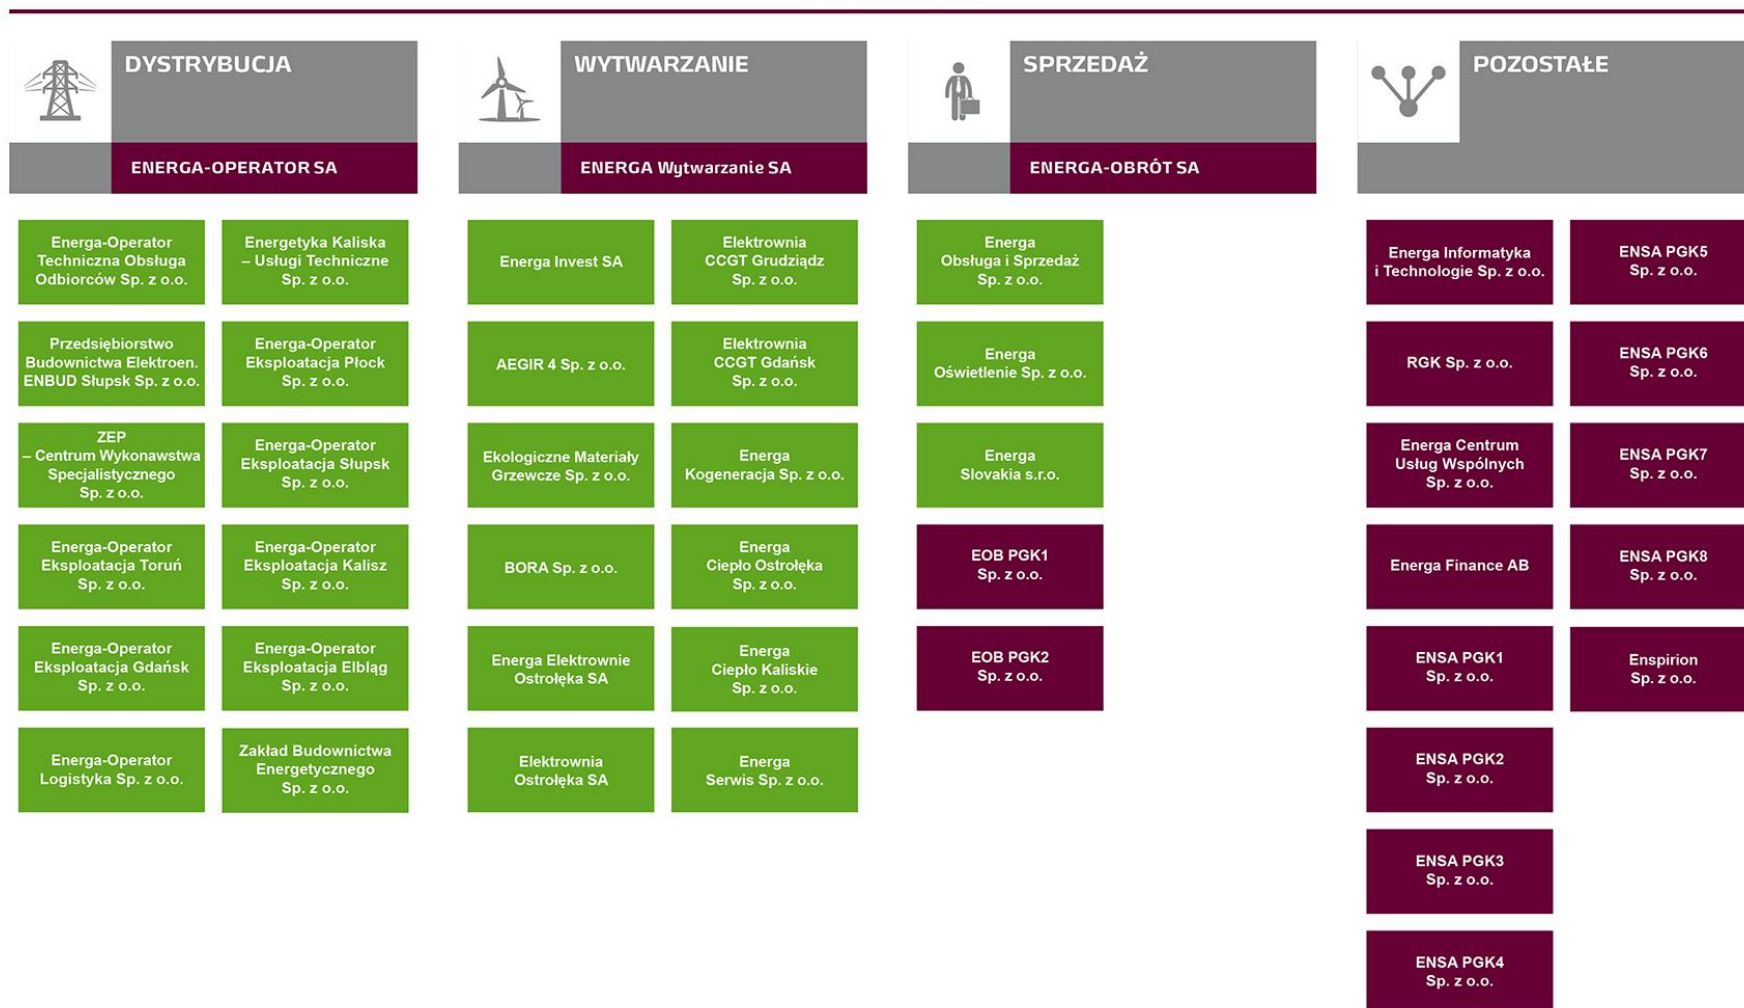 DYSTRYBUCJA
ENERGA-OPERATOR SA
Energa-Operator
Techniczna Obsługa
Odbiorców Sp. z o.o.
Energetyka Kaliska
– Usługi Techniczne
Sp. z o.o.
Przedsiębiorstwo
Budownictwa Elektroen.
ENBUD Słupsk Sp. z o.o.
Energa-Operator
Eksploatacja Płock
Sp. z o.o.
ZEP
– Centrum Wykonawstwa
Specjalistycznego
Sp. z o.o.
Energa-Operator
Eksploatacja Słupsk
Sp. z o.o.
Energa-Operator
Eksploatacja Toruń
Sp. z o.o.
Energa-Operator
Eksploatacja Kalisz
Sp. z o.o.
Energa-Operator
Eksploatacja Gdańsk
Sp. z o.o.
Energa-Operator
Eksploatacja Elbląg
Sp. z o.o.
Energa-Operator
Logistyka Sp. z o.o.
Zakład Budownictwa
Energetycznego
Sp. z o.o.
WYTWARZANIE
ENERGA Wytwarzanie SA
Energa Invest SA
Elektrownia
CCGT Grudziądz
Sp. z o.o.
AEGIR 4 Sp. z o.o.
Elektrownia
CCGT Gdańsk
Sp. z o.o.
Ekologiczne Materiały
Grzewcze Sp. z o.o.
Energa
Kogeneracja Sp. z o.o.
BORA Sp. z o.o.
Energa
Ciepło Ostrołęka
Sp. z o.o.
Energa Elektrownie
Ostrołęka SA
Energa
Ciepło Kaliskie
Sp. z o.o.
Elektrownia
Ostrołęka SA
Energa
Serwis Sp. z o.o.
SPRZEDAŻ
ENERGA-OBRÓT SA
Energa
Obsługa i Sprzedaż
Sp. z o.o.
Energa
Oświetlenie Sp. z o.o.
Energa
Slovakia s.r.o.
EOB PGK1
Sp. z o.o.
EOB PGK2
Sp. z o.o.
POZOSTAŁE
Energa Informatyka
i Technologie Sp. z o.o.
ENSA PGK5
Sp. z o.o.
RGK Sp. z o.o.
ENSA PGK6
Sp. z o.o.
Energa Centrum
Usług Wspólnych
Sp. z o.o.
ENSA PGK7
Sp. z o.o.
Energa Finance AB
ENSA PGK8
Sp. z o.o.
ENSA PGK1
Sp. z o.o.
Enspirion
Sp. z o.o.
ENSA PGK2
Sp. z o.o.
ENSA PGK3
Sp. z o.o.
ENSA PGK4
Sp. z o.o.